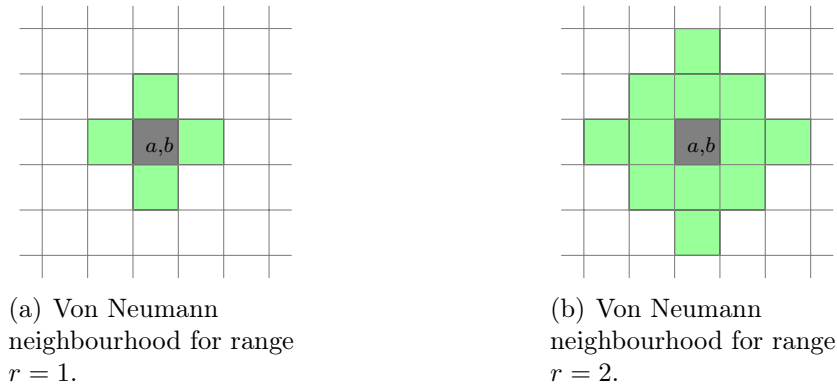 a,b
a,b
(a) Von Neumann
neighbourhood for range
r = 1.
(b) Von Neumann
neighbourhood for range
r = 2.